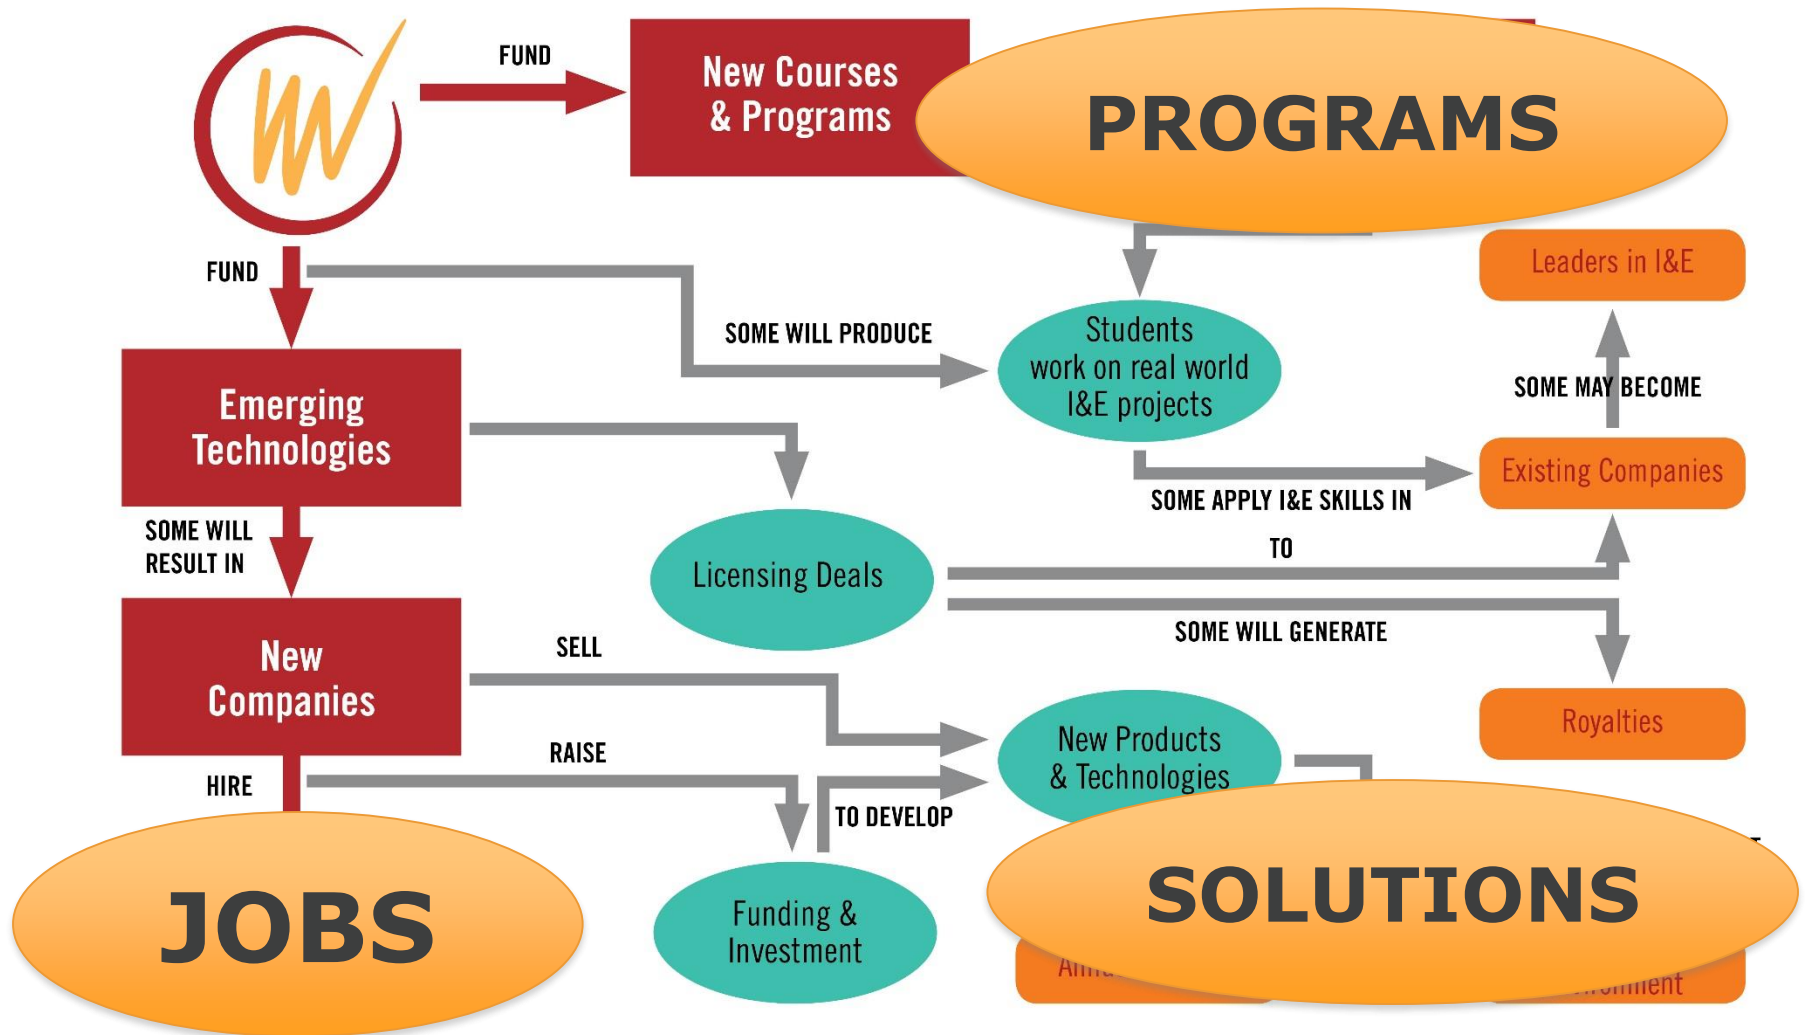 FUND
New Courses
& Programs
PROGRAMS
FUND
Leaders in I&E
SOME WILL PRODUCE
Students
work on real world
I&E projects
SOME MAY BECOME
Emerging
Technologies
Existing Companies
SOME APPLY I&E SKILLS IN
SOME WILL
RESULT IN
TO
Licensing Deals
SOME WILL GENERATE
New
Companies
SELL
Royalties
RAISE
New Products
& Technologies
HIRE
TO DEVELOP
JOBS
Funding &
Investment
SOLUTIONS